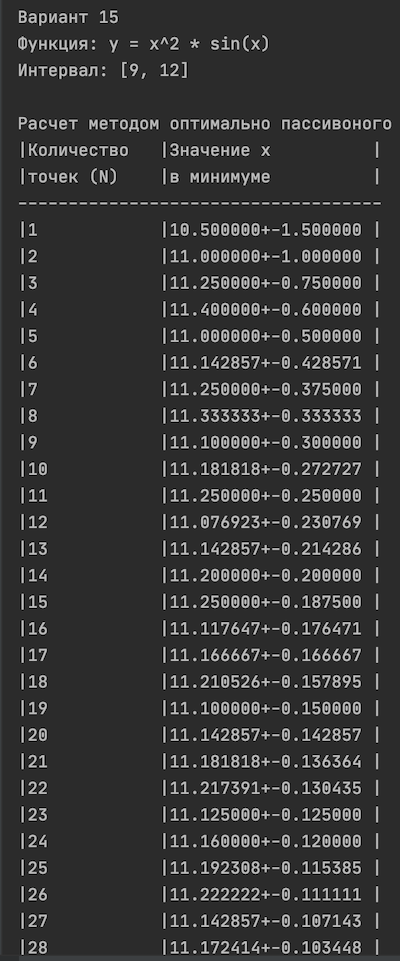 Вариант 15
Функция: y = x^2 * sin(x)
Интервал: [9, 12]
Расчет методом оптимально пассивоного
|Количество |Значение x |
|точек (N) |в минимуме |
------------------------------------
|1 |10.500000+-1.500000 |
|2 |11.000000+-1.000000 |
|3 |11.250000+-0.750000 |
|4 |11.400000+-0.600000 |
|5 |11.000000+-0.500000 |
|6 |11.142857+-0.428571 |
|7 |11.250000+-0.375000 |
|8 |11.333333+-0.333333 |
|9 |11.100000+-0.300000 |
|10 |11.181818+-0.272727 |
|11 |11.250000+-0.250000 |
|12 |11.076923+-0.230769 |
|13 |11.142857+-0.214286 |
|14 |11.200000+-0.200000 |
|15 |11.250000+-0.187500 |
|16 |11.117647+-0.176471 |
|17 |11.166667+-0.166667 |
|18 |11.210526+-0.157895 |
|19 |11.100000+-0.150000 |
|20 |11.142857+-0.142857 |
|21 |11.181818+-0.136364 |
|22 |11.217391+-0.130435 |
|23 |11.125000+-0.125000 |
|24 |11.160000+-0.120000 |
|25 |11.192308+-0.115385 |
|26 |11.222222+-0.111111 |
|27 |11.142857+-0.107143 |
|28 |11.172414+-0.103448 |